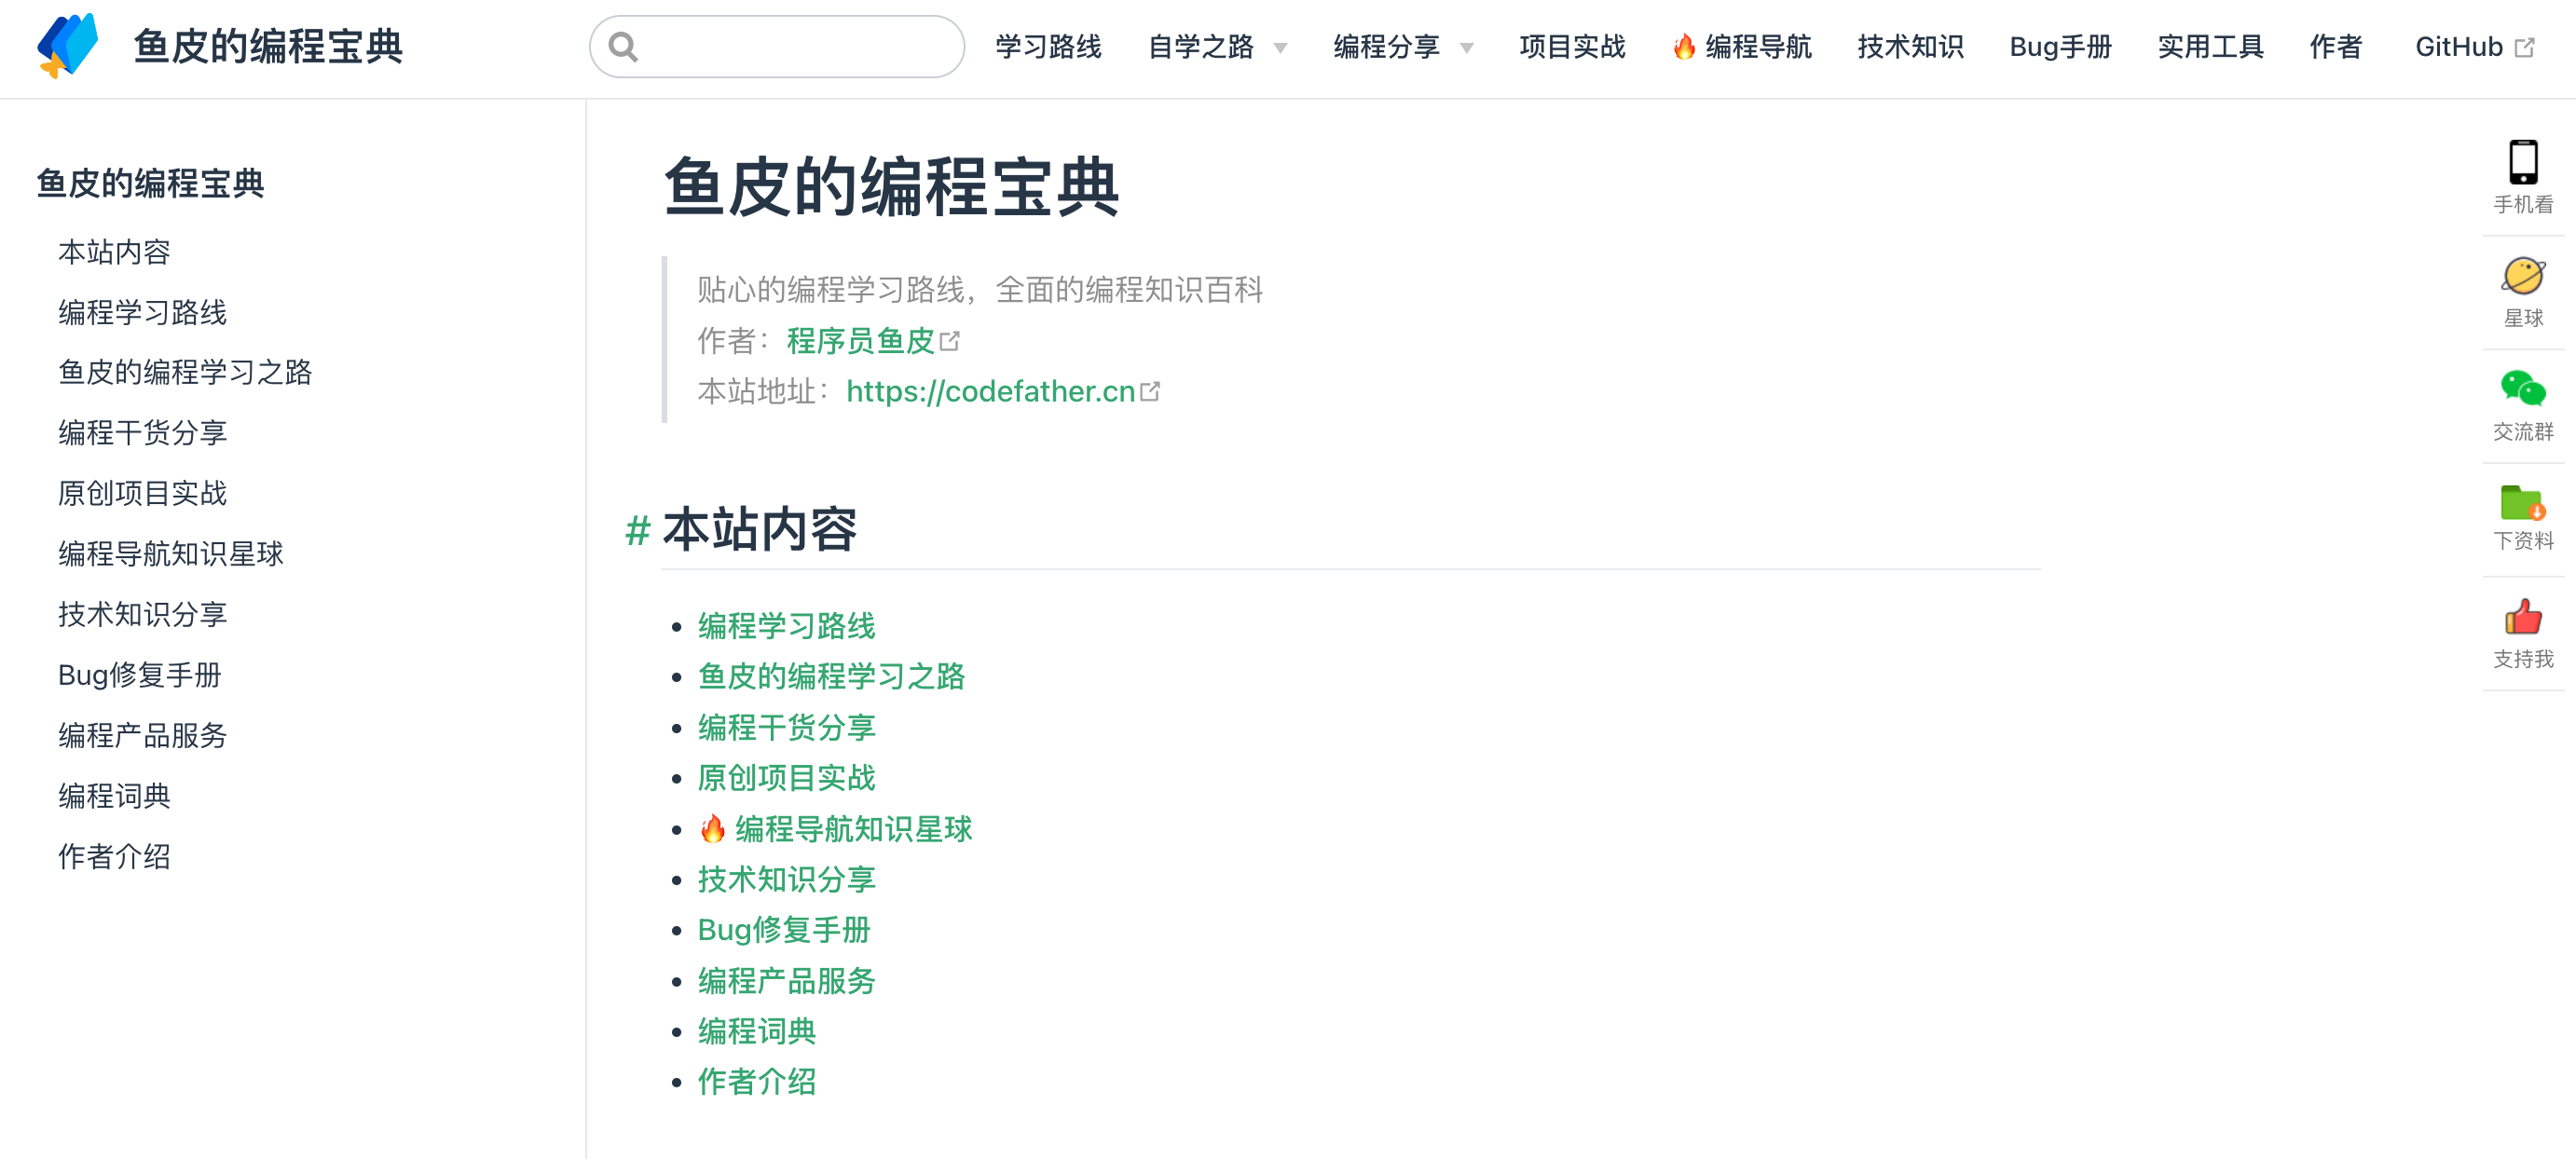 鱼皮的编程宝典
学习路线 自学之路 编程分享 项目实战 🔥 编程导航 技术知识 Bug手册 实用工具 作者 GitHub
鱼皮的编程宝典
本站内容
编程学习路线
鱼皮的编程学习之路
编程干货分享
原创项目实战
编程导航知识星球
技术知识分享
Bug修复手册
编程产品服务
编程词典
作者介绍
鱼皮的编程宝典
贴心的编程学习路线，全面的编程知识百科
作者：程序员鱼皮
本站地址：https://codefather.cn
# 本站内容
编程学习路线
鱼皮的编程学习之路
编程干货分享
原创项目实战
🔥 编程导航知识星球
技术知识分享
Bug修复手册
编程产品服务
编程词典
作者介绍
手机看
星球
交流群
下资料
支持我